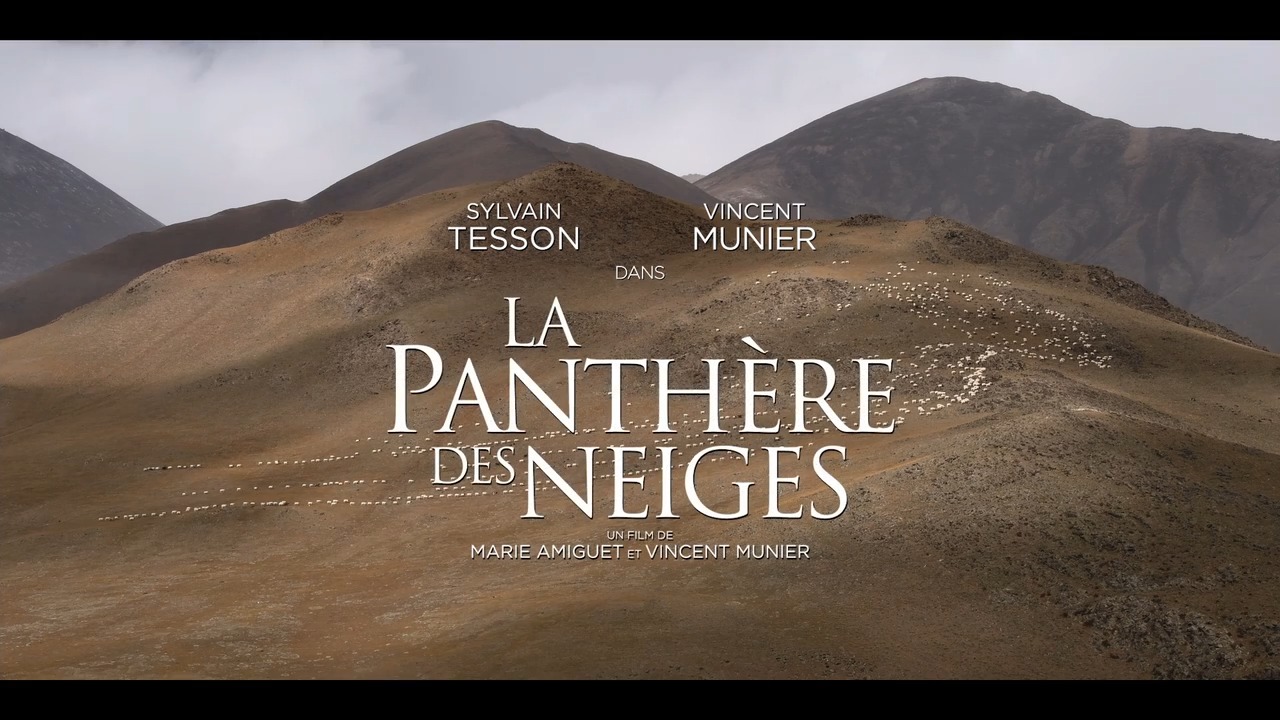 SYLVAIN TESSON
VINCENT MUNIER
DANS
LA
PANTHÈRE
DES NEIGES
UN FILM DE
MARIE AMIGUET ET VINCENT MUNIER